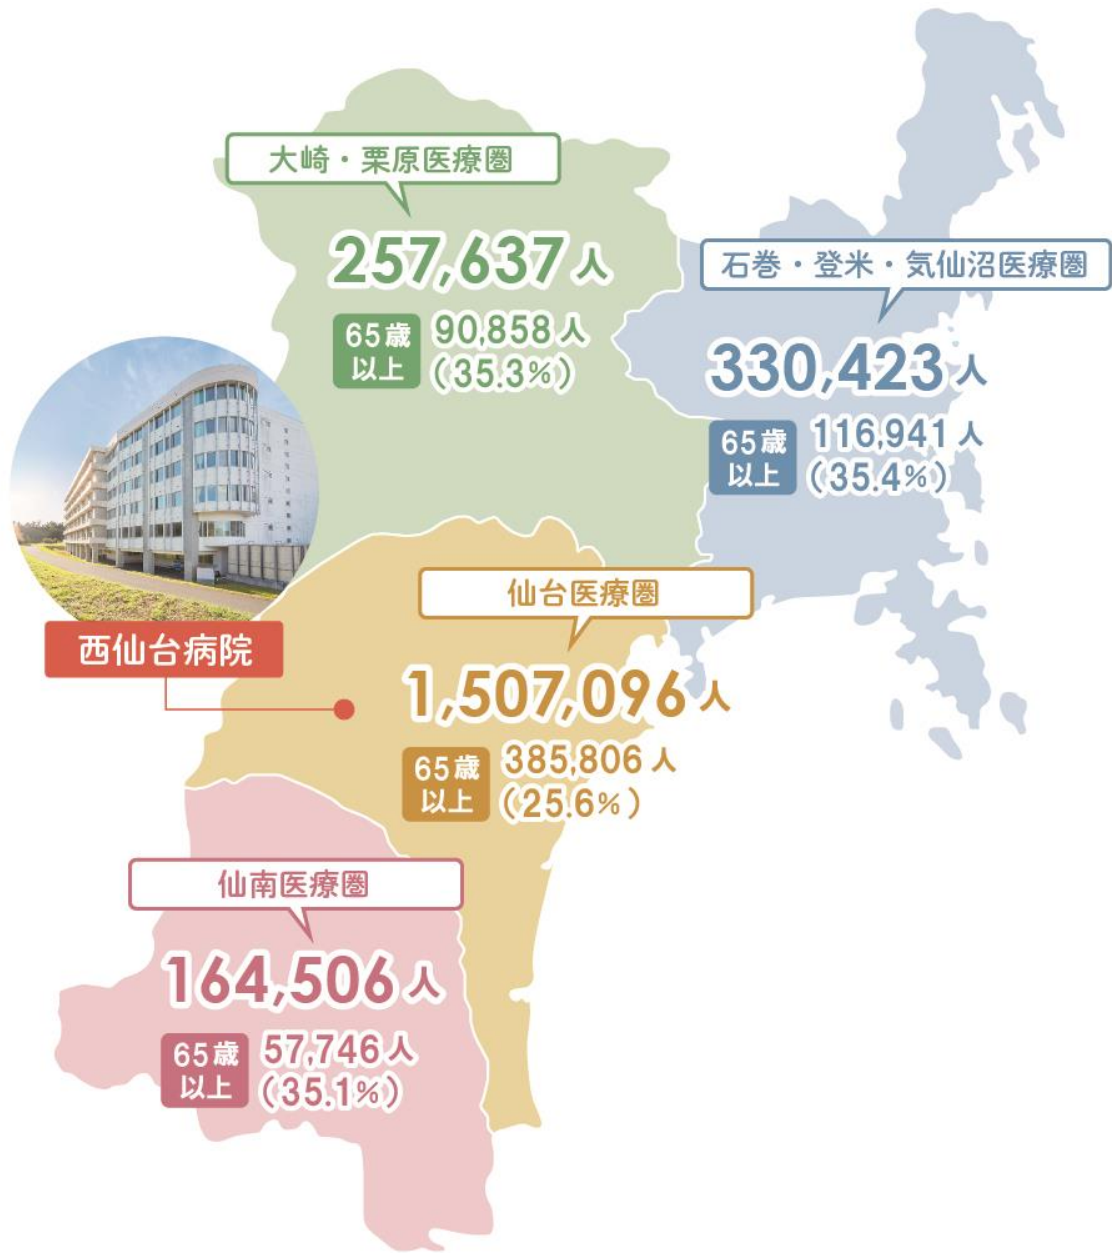 大崎・栗原医療圏
257,637人
65歳
以上
90,858人
(35.3%)
石巻・登米・気仙沼医療圏
330,423人
65歳
以上
116,941人
(35.4%)
西仙台病院
仙台医療圏
1,507,096人
65歳
以上
385,806人
(25.6%)
仙南医療圏
164,506人
65歳
以上
57,746人
(35.1%)